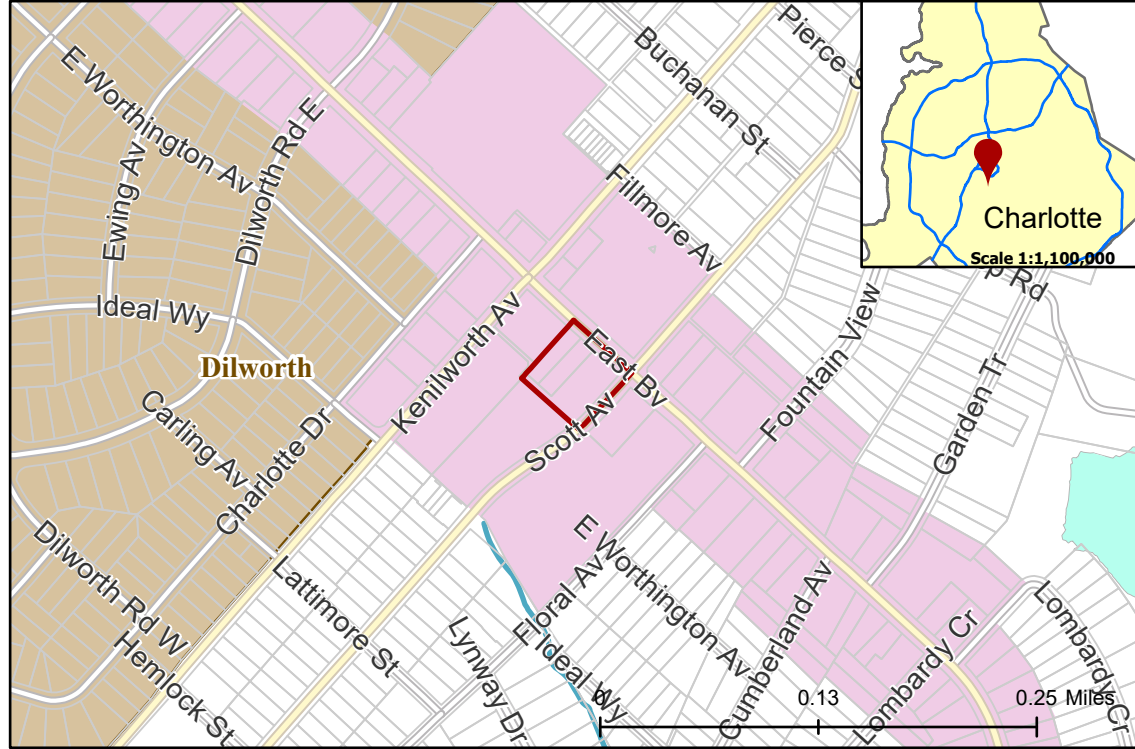 Buchanan St
Pierce S
E Worthington Av
Ewing Av
Dilworth Rd E
Fillmore Av
Charlotte
Scale 1:1,100,000
p Rd
Ideal Wy
Kenilworth Av
East Bv
Fountain View
Dilworth
Garden Tr
Carling Av
Charlotte Dr
Scott Av
Dilworth Rd W
Lattimore St
E Worthington Av
Floral Av
Cumberland Av
Lombardy Cr
Lombardy Cr
Hemlock St
Lynway Dr
E Ideal Wy
0
0.13
0.25 Miles